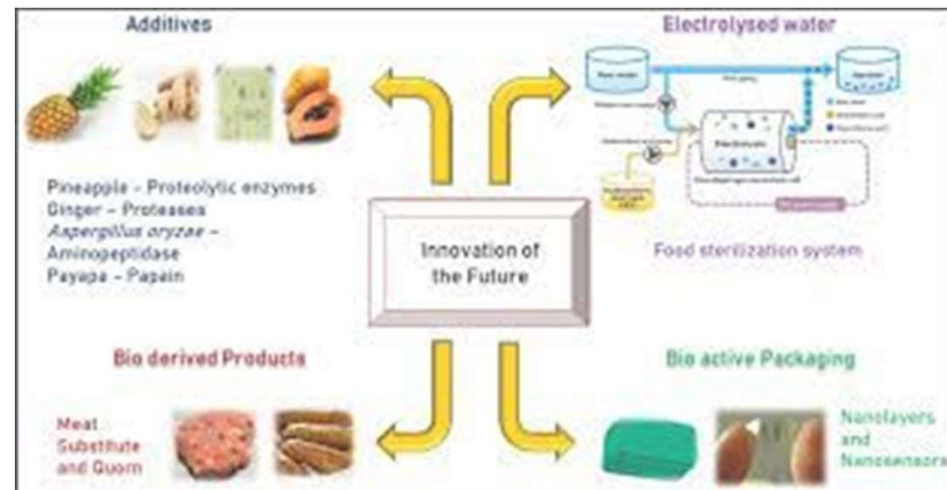 Additives
Pineapple - Proteolytic enzymes
Ginger - Proteases
Aspergillus oryzae -
Aminopeptidase
Payapa - Papain
Electrolysed water
Food sterilization system
Innovation of
the Future
Bio derived Products
Meat
Substitute
and Quorn
Bio active Packaging
Nanolayers
and
Nanosensors